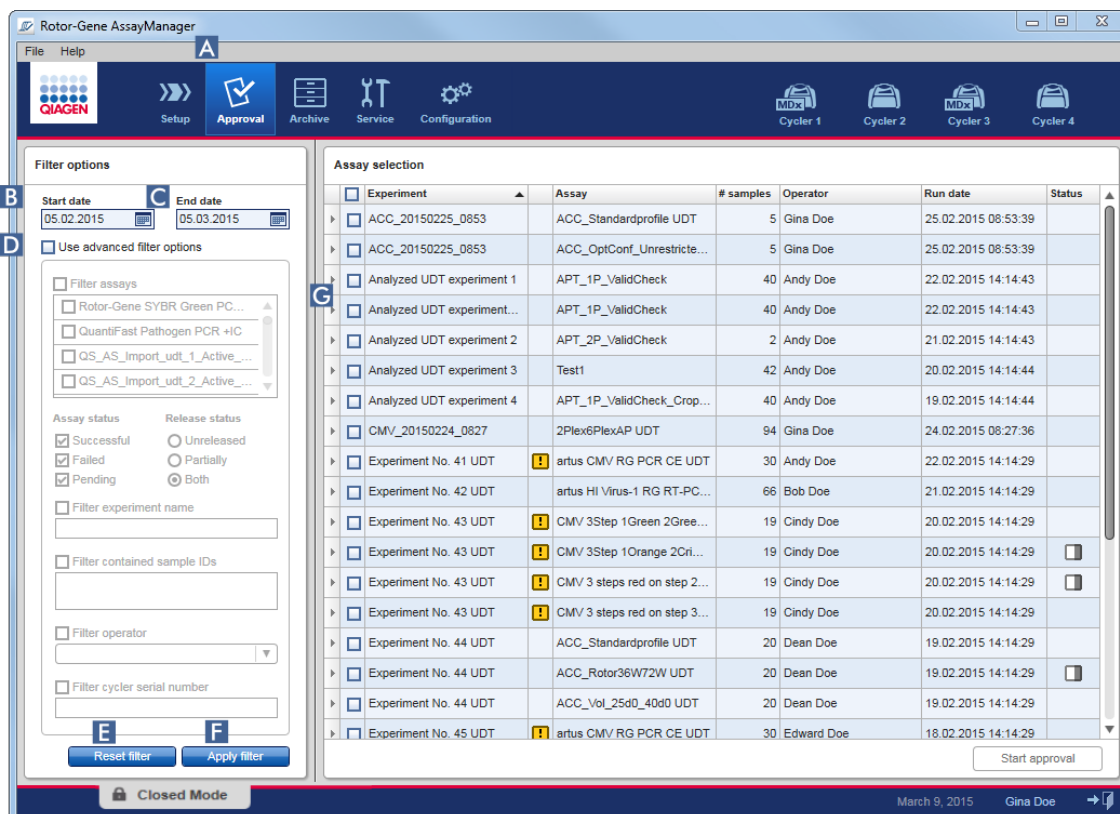 Rotor-Gene AssayManager
File Help
A
QIAGEN
Setup
Approval
Archive
Service
Configuration
MDx
Cycler 1
Cycler 2
MDx
Cycler 3
Cycler 4
Filter options
B
Start date
C
End date
05.02.2015
05.03.2015
D
Use advanced filter options
Filter assays
Rotor-Gene SYBR Green PC...
QuantiFast Pathogen PCR +IC
QS_AS_Import_udt_1_Active_...
QS_AS_Import_udt_2_Active_...
Assay status Release status
Successful Unreleased
Failed Partially
Pending Both
Filter experiment name
Filter contained sample IDs
Filter operator
Filter cycler serial number
E
F
Reset filter
Apply filter
G
Assay selection
Experiment Assay # samples Operator Run date Status
ACC_20150225_0853 ACC_Standardprofile UDT 5 Gina Doe 25.02.2015 08:53:39
ACC_20150225_0853 ACC_OptConf_Unrestricte... 5 Gina Doe 25.02.2015 08:53:39
Analyzed UDT experiment 1 APT_1P_ValidCheck 40 Andy Doe 22.02.2015 14:14:43
Analyzed UDT experiment... APT_1P_ValidCheck 40 Andy Doe 22.02.2015 14:14:43
Analyzed UDT experiment 2 APT_2P_ValidCheck 2 Andy Doe 21.02.2015 14:14:43
Analyzed UDT experiment 3 Test1 42 Andy Doe 20.02.2015 14:14:44
Analyzed UDT experiment 4 APT_1P_ValidCheck_Crop... 40 Andy Doe 19.02.2015 14:14:44
CMV_20150224_0827 2Plex6PlexAP UDT 94 Gina Doe 24.02.2015 08:27:36
Experiment No. 41 UDT ! artus CMV RG PCR CE UDT 30 Andy Doe 22.02.2015 14:14:29
Experiment No. 42 UDT artus HI Virus-1 RG RT-PC... 66 Bob Doe 21.02.2015 14:14:29
Experiment No. 43 UDT ! CMV 3Step 1Green 2Gree... 19 Cindy Doe 20.02.2015 14:14:29
Experiment No. 43 UDT ! CMV 3Step 1Orange 2Cri... 19 Cindy Doe 20.02.2015 14:14:29
Experiment No. 43 UDT ! CMV 3 steps red on step 2... 19 Cindy Doe 20.02.2015 14:14:29
Experiment No. 43 UDT ! CMV 3 steps red on step 3... 19 Cindy Doe 20.02.2015 14:14:29
Experiment No. 44 UDT ACC_Standardprofile UDT 20 Dean Doe 19.02.2015 14:14:29
Experiment No. 44 UDT ACC_Rotor36W72W UDT 20 Dean Doe 19.02.2015 14:14:29
Experiment No. 44 UDT ACC_Vol_25d0_40d0 UDT 20 Dean Doe 19.02.2015 14:14:29
Experiment No. 45 UDT ! artus CMV RG PCR CE UDT 30 Edward Doe 18.02.2015 14:14:29
Start approval
Closed Mode
March 9, 2015 Gina Doe